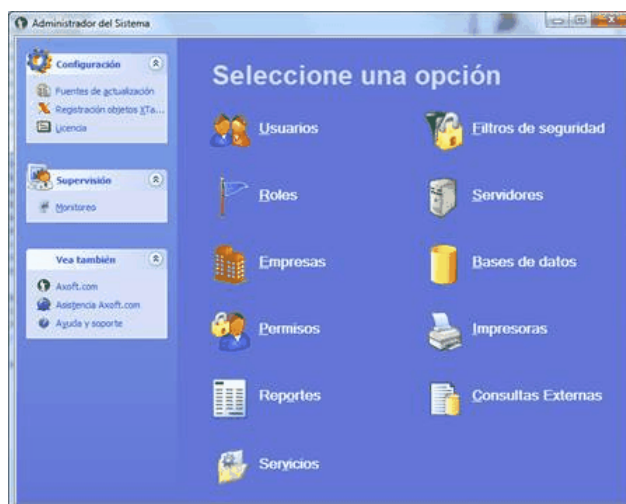 Administrador del Sistema
Configuración
Fuentes de actualización
Registración objetos XTa...
Licencia
Supervisión
Monitoreo
Vea también
Axoft.com
Asistencia Axoft.com
Ayuda y soporte
Seleccione una opción
Usuarios
Filtros de seguridad
Roles
Servidores
Empresas
Bases de datos
Permisos
Impresoras
Reportes
Consultas Externas
Servicios